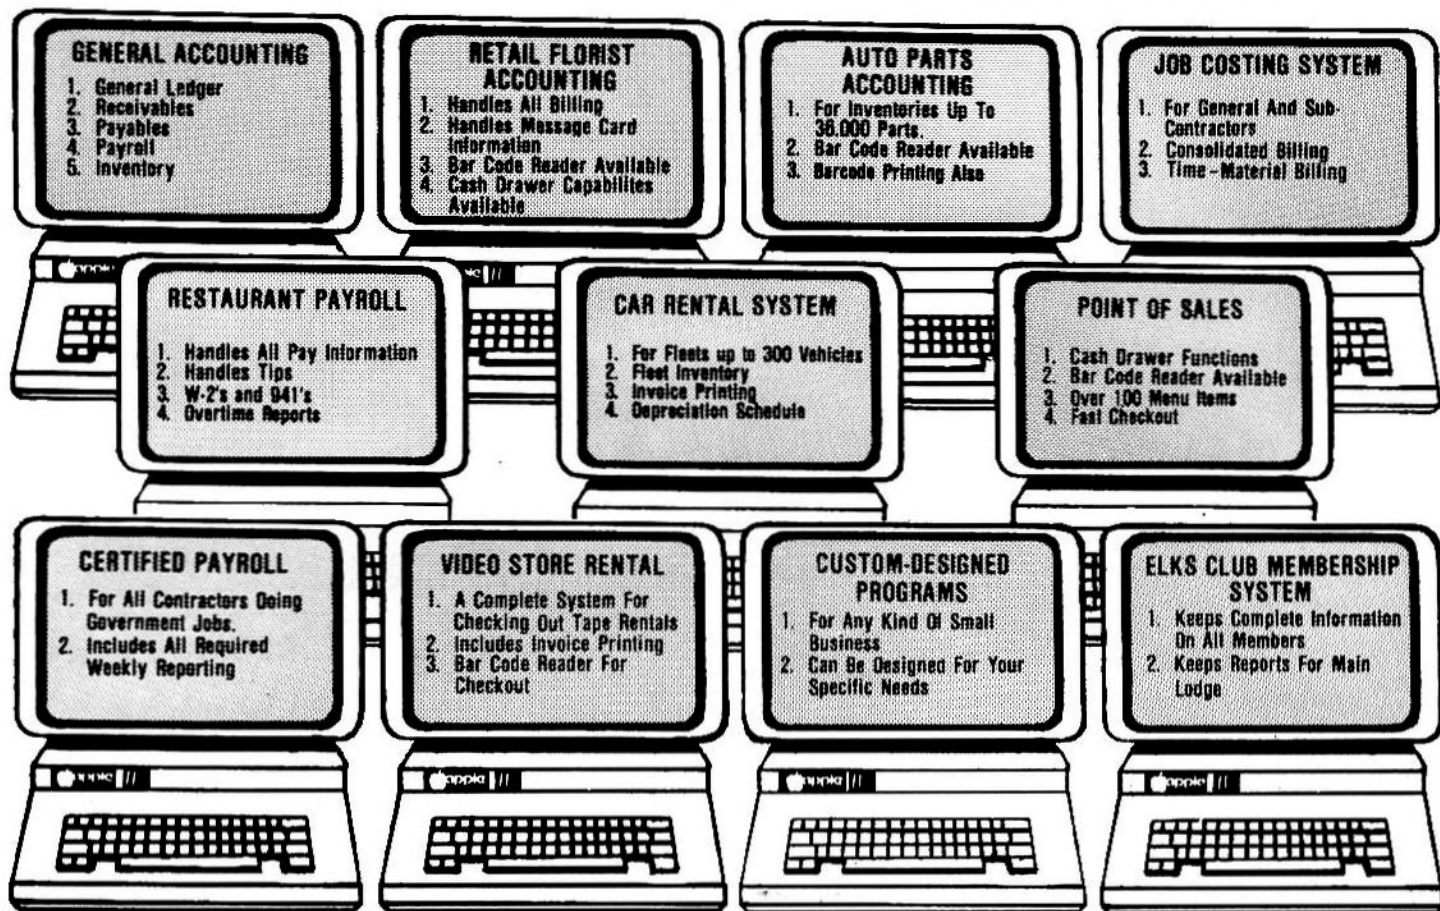 GENERAL ACCOUNTING
1. General Ledger
2. Receivables
3. Payables
4. Payroll
5. Inventory
RETAIL FLORIST
ACCOUNTING
1. Handles All Billing
2. Handles Message Card
Information
3. Bar Code Reader Available
4. Cash Drawer Capabilites
Available
AUTO PARTS
ACCOUNTING
1. For Inventories Up To
36,000 Parts.
2. Bar Code Reader Available
3. Barcode Printing Also
JOB COSTING SYSTEM
1. For General And Sub-
Contractors
2. Consolidated Billing
3. Time-Material Billing
apple ///
RESTAURANT PAYROLL
1. Handles All Pay Information
2. Handles Tips
3. W-2's and 941's
4. Overtime Reports
CAR RENTAL SYSTEM
1. For Fleets up to 300 Vehicles
2. Fleet Inventory
3. Invoice Printing
4. Depreciation Schedule
POINT OF SALES
1. Cash Drawer Functions
2. Bar Code Reader Available
3. Over 100 Menu Items
4. Fast Checkout
CERTIFIED PAYROLL
1. For All Contractors Doing
Government Jobs.
2. Includes All Required
Weekly Reporting
VIDEO STORE RENTAL
1. A Complete System For
Checking Out Tape Rentals
2. Includes Invoice Printing
3. Bar Code Reader For
Checkout
CUSTOM-DESIGNED
PROGRAMS
1. For Any Kind Of Small
Business
2. Can Be Designed For Your
Specific Needs
ELKS CLUB MEMBERSHIP
SYSTEM
1. Keeps Complete Information
On All Members
2. Keeps Reports For Main
Lodge
apple ///
apple ///
apple ///
apple ///